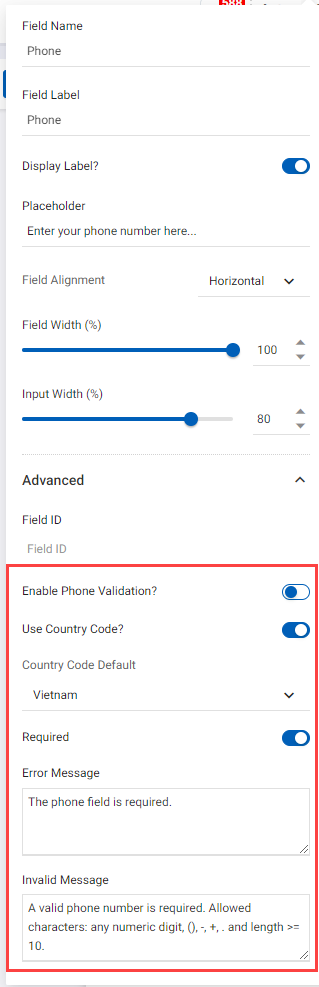 588
Field Name
Phone
Field Label
Phone
Display Label?
Placeholder
Enter your phone number here...
Field Alignment
Horizontal
Field Width (%)
100
Input Width (%)
80
Advanced
Field ID
Field ID
Enable Phone Validation?
Use Country Code?
Country Code Default
Vietnam
Required
Error Message
The phone field is required.
Invalid Message
A valid phone number is required. Allowed
characters: any numeric digit, (), -, +, . and length >=
10.